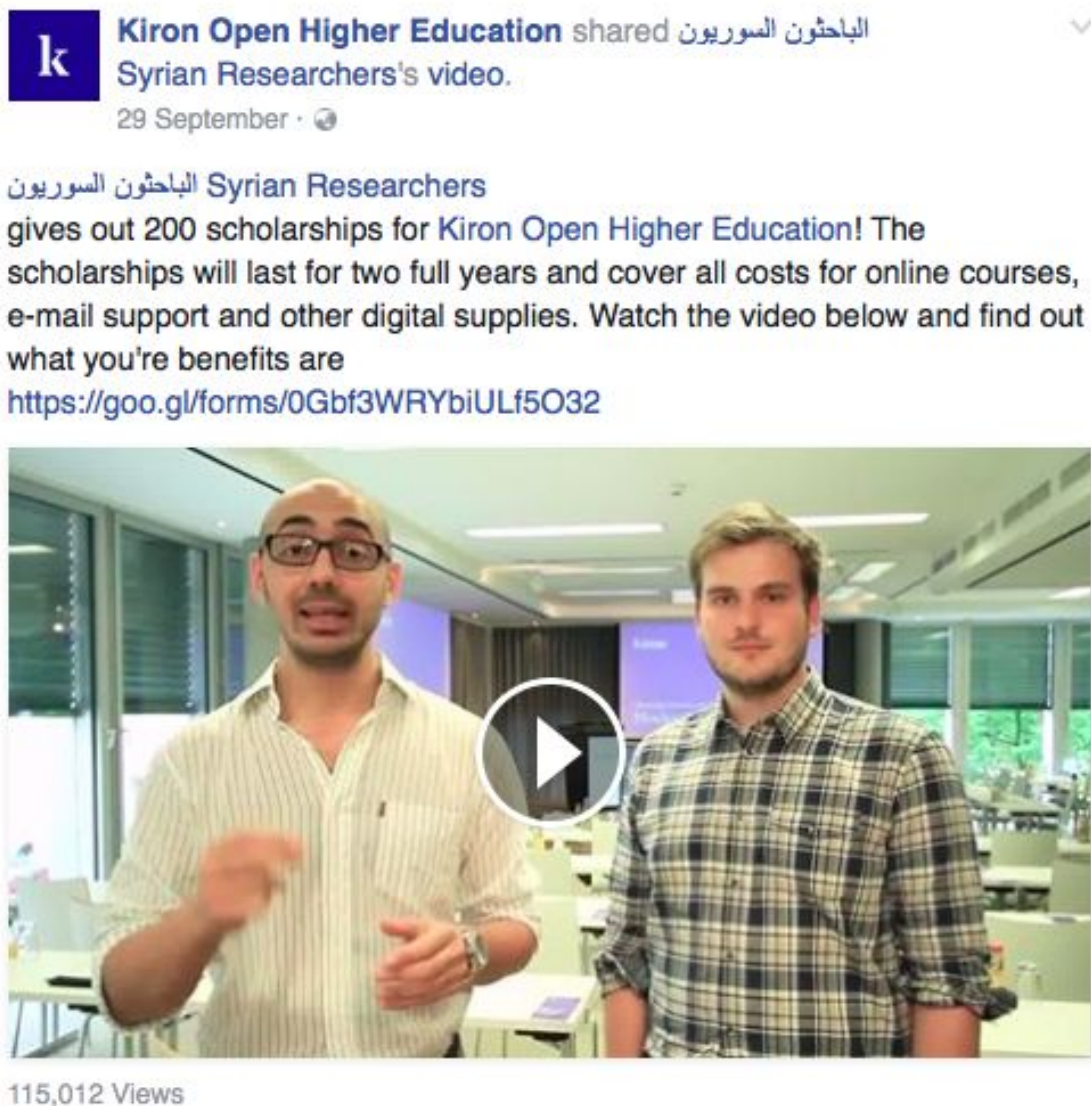 k
Kiron Open Higher Education shared الباحثون السوريون
Syrian Researchers's video.
29 September ·
الباحثون السوريون Syrian Researchers
gives out 200 scholarships for Kiron Open Higher Education! The
scholarships will last for two full years and cover all costs for online courses,
e-mail support and other digital supplies. Watch the video below and find out
what you're benefits are
https://goo.gl/forms/0Gbf3WRYbiULf5O32
115,012 Views